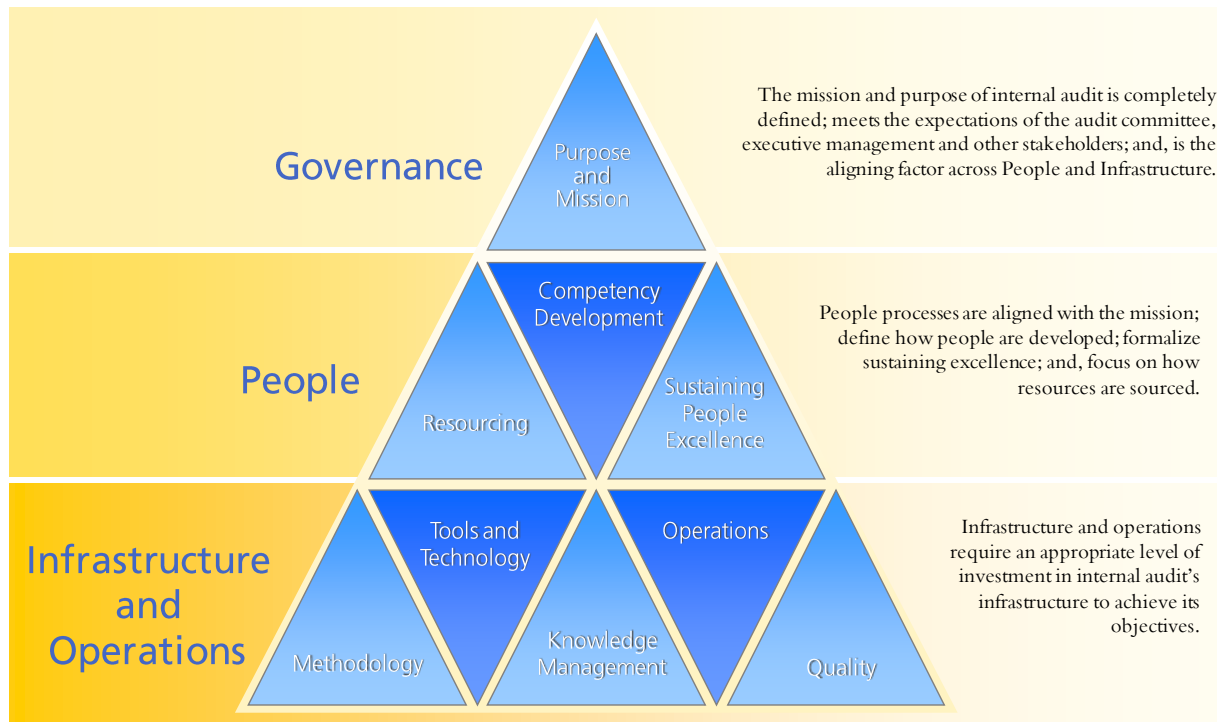 Governance
Purpose
and
Mission
The mission and purpose of internal audit is completely
defined; meets the expectations of the audit committee,
executive management and other stakeholders; and, is the
aligning factor across People and Infrastructure.
People
Resourcing
Competency
Development
Sustaining
People
Excellence
People processes are aligned with the mission;
define how people are developed; formalize
sustaining excellence; and, focus on how
resources are sourced.
Infrastructure
and
Operations
Methodology
Tools and
Technology
Knowledge
Management
Operations
Quality
Infrastructure and operations
require an appropriate level of
investment in internal audit’s
infrastructure to achieve its
objectives.